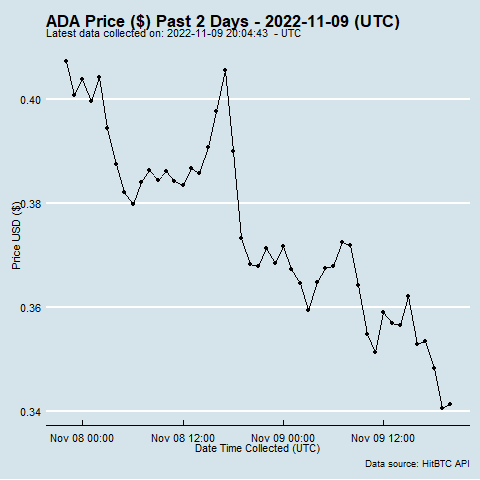 ADA Price ($) Past 2 Days - 2022-11-09 (UTC)
Latest data collected on: 2022-11-09 20:04:43  - UTC
Price USD ($)
0.40
0.38
0.36
0.34
Nov 08 00:00
Nov 08 12:00
Nov 09 00:00
Nov 09 12:00
Date Time Collected (UTC)
Data source: HitBTC API